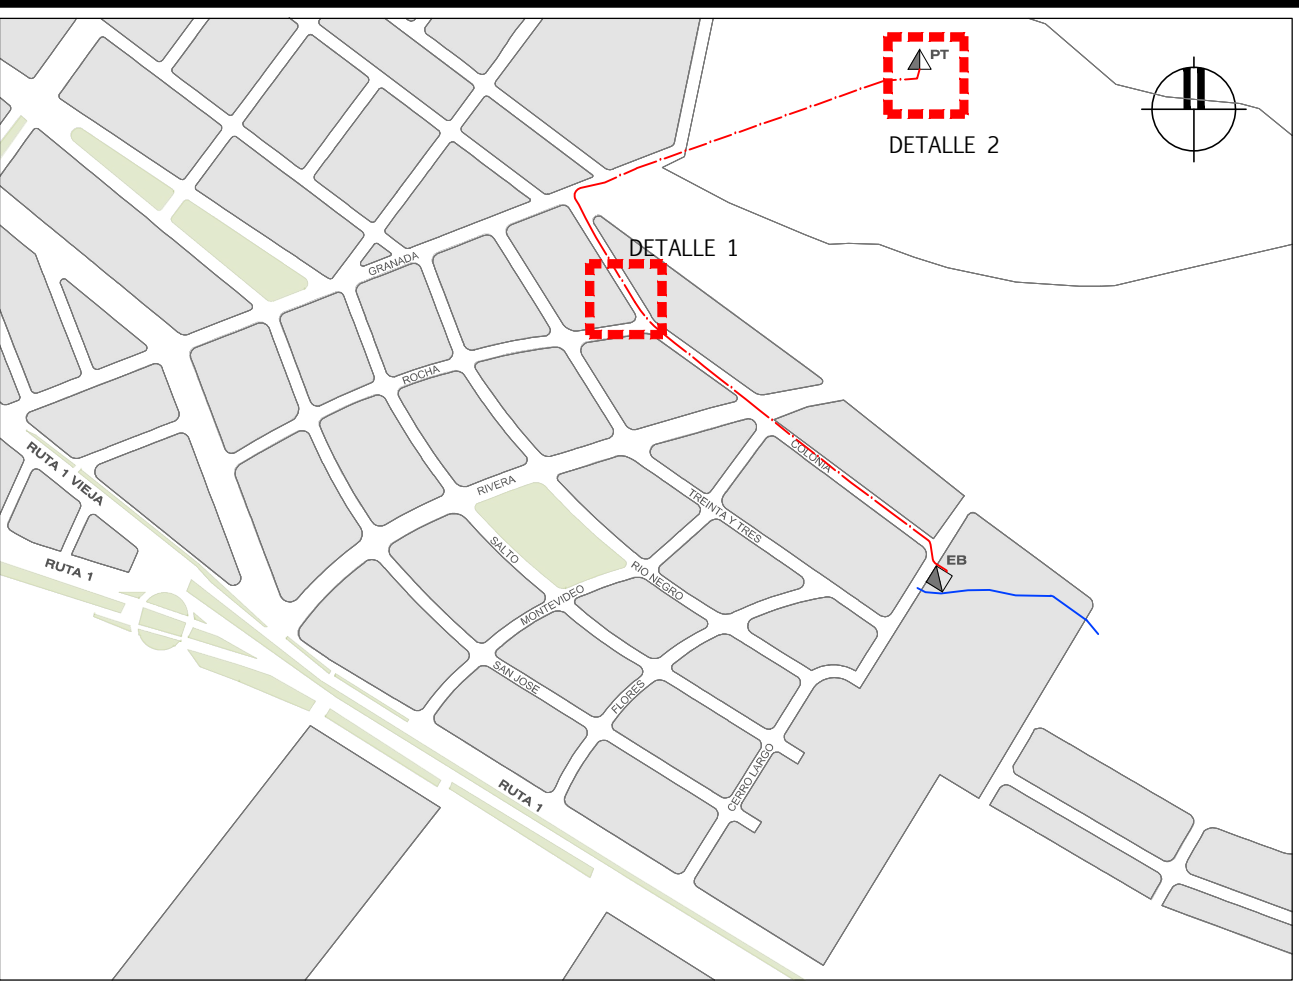 PT
DETALLE 2
DETALLE 1
GRANADA
ROCHA
COLONIA
RUTA 1 VIEJA
RIVERA
TREINTA Y TRES
SALTO
EB
RUTA 1
RIO NEGRO
MONTEVIDEO
SAN JOSE
FLORES
CERRO LARGO
RUTA 1